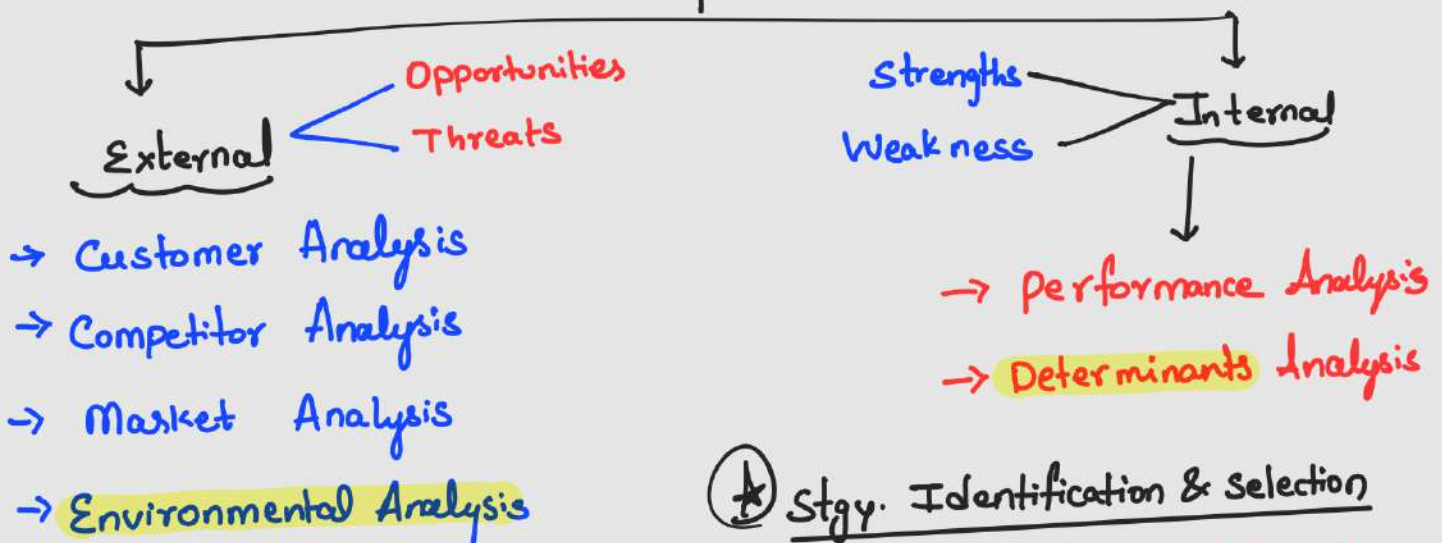 External
Opportunities
Threats
→ Customer Analysis
→ Competitor Analysis
→ Market Analysis
→ Environmental Analysis
Strengths
Weakness
Internal
→ Performance Analysis
→ Determinants Analysis
Stgy. Identification & Selection